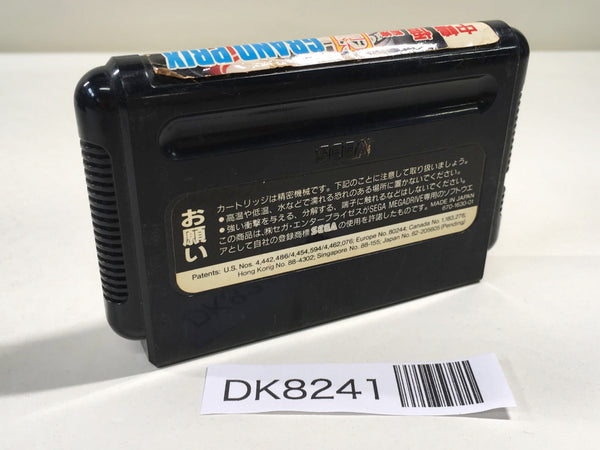 中嶋悟
GRAND PRIX
SEGA
お願い
カートリッジは精密機械です。下記のことに注意して取り扱いましょう。
●高温や低温、水などで濡れる恐れのある場所に置かないでください。
●強い衝撃を与える、分解する、端子に触れるなどはしないでください。
この商品は、㈱セガ・エンタープライゼスがSEGA MEGADRIVE専用のソフトウエ
アとして自社の登録商標SEGAの使用を許諾したものです。 MADE IN JAPAN
670-1630-01
Patents: U.S. Nos. 4,442,486/4,454,594/4,462,076; Europe No. 80244; Canada No. 1,183,276;
Hong Kong No. 88-4302; Singapore No. 88-155; Japan No. 82-205605 (Pending)
DK8241